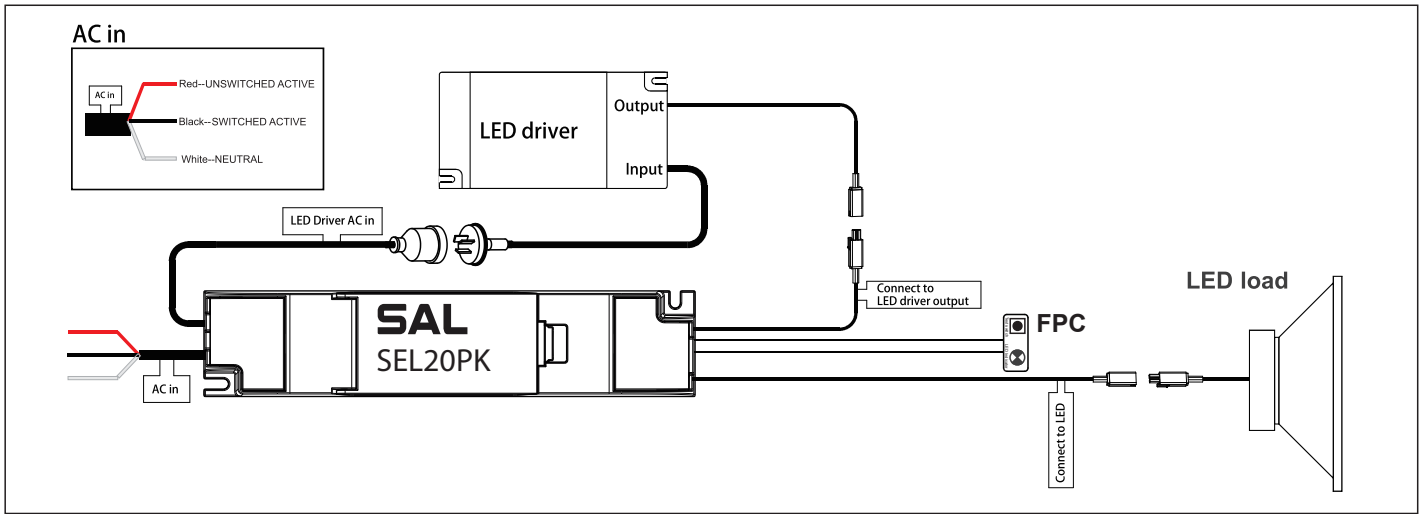 AC in
AC in
Red--UNSWITCHED ACTIVE
Black--SWITCHED ACTIVE
White--NEUTRAL
LED driver
Output
Input
LED Driver AC in
Connect to
LED driver output
LED load
SAL
SEL20PK
FPC
AC in
Connect to LED